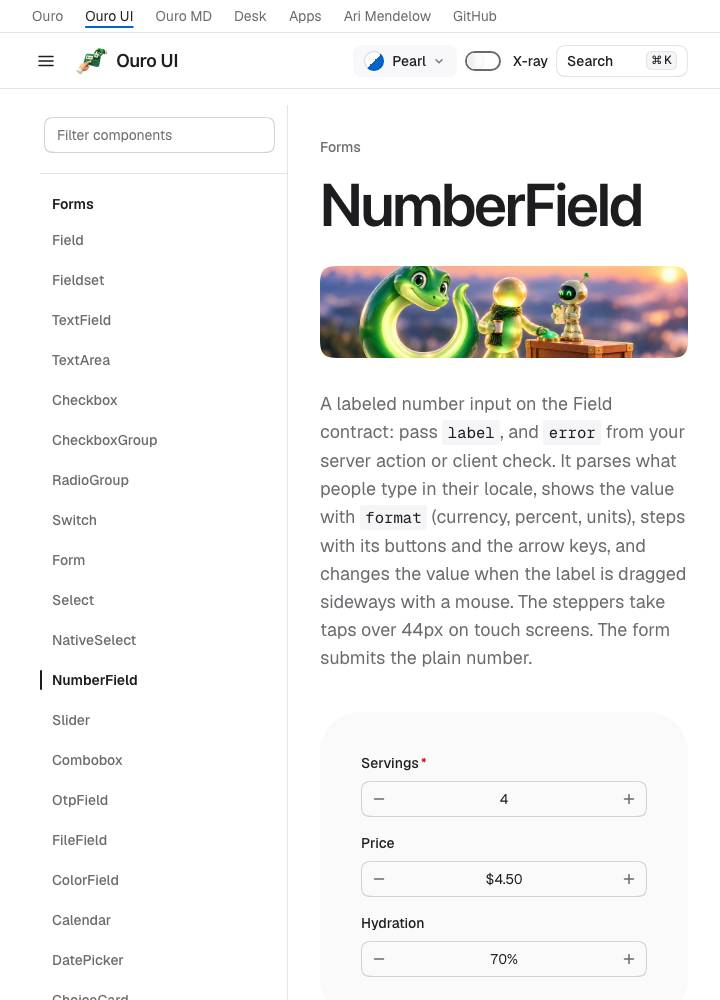 Ouro
Ouro UI
Ouro MD
Desk
Apps
Ari Mendelow
GitHub
Ouro UI
Pearl
X-ray
Search
⌘ K
Filter components
Forms
Field
Fieldset
TextField
TextArea
Checkbox
CheckboxGroup
RadioGroup
Switch
Form
Select
NativeSelect
NumberField
Slider
Combobox
OtpField
FileField
ColorField
Calendar
DatePicker
ChoiceCard
Forms
NumberField
A labeled number input on the Field
contract: pass label, and error from your
server action or client check. It parses what
people type in their locale, shows the value
with format (currency, percent, units), steps
with its buttons and the arrow keys, and
changes the value when the label is dragged
sideways with a mouse. The steppers take
taps over 44px on touch screens. The form
submits the plain number.
Servings*
4
Price
$4.50
Hydration
70%